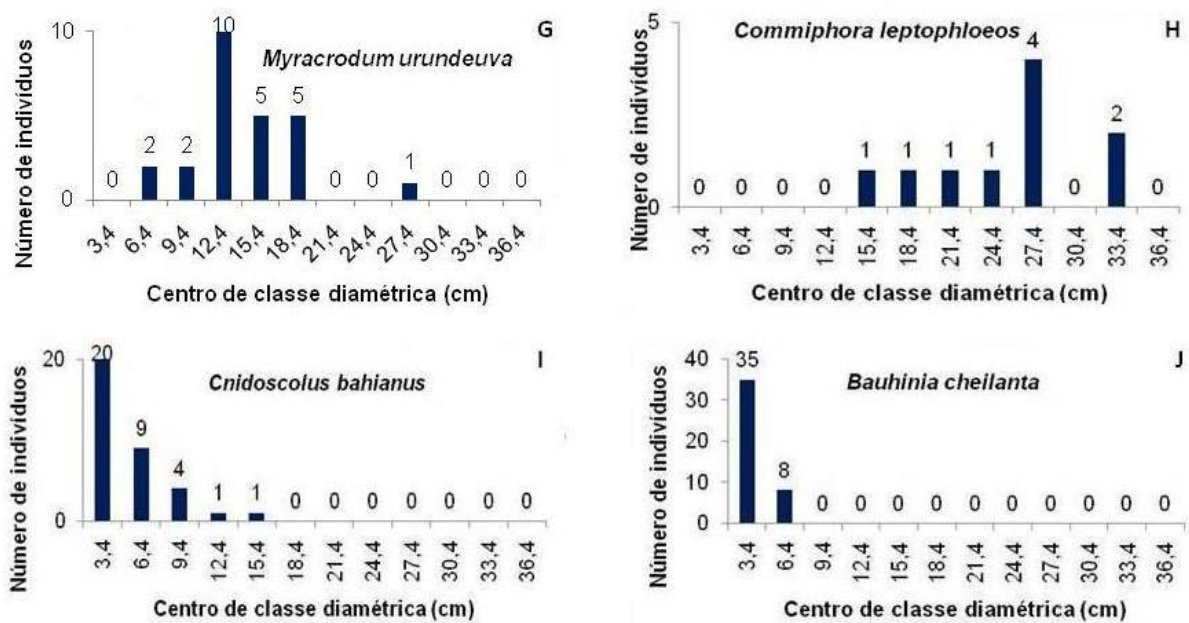 G
Myracrodum urundeuva
Número de indivíduos
10
0
0 2 2 10 5 5 0 0 1 0 0 0
3,4 6,4 9,4 12,4 15,4 18,4 21,4 24,4 27,4 30,4 33,4 36,4
Centro de classe diamétrica (cm)
H
Commiphora leptophloeos
Número de indivíduos
5
0
0 0 0 0 1 1 1 1 4 0 2 0
3,4 6,4 9,4 12,4 15,4 18,4 21,4 24,4 27,4 30,4 33,4 36,4
Centro de classe diamétrica (cm)
I
Cnidoscolus bahianus
Número de indivíduos
20
0
20 9 4 1 1 0 0 0 0 0 0 0
3,4 6,4 9,4 12,4 15,4 18,4 21,4 24,4 27,4 30,4 33,4 36,4
Centro de classe diamétrica (cm)
J
Bauhinia cheilanta
Número de indivíduos
40
30
20
10
0
35 8 0 0 0 0 0 0 0 0 0 0
3,4 6,4 9,4 12,4 15,4 18,4 21,4 24,4 27,4 30,4 33,4 36,4
Centro de classe diamétrica (cm)